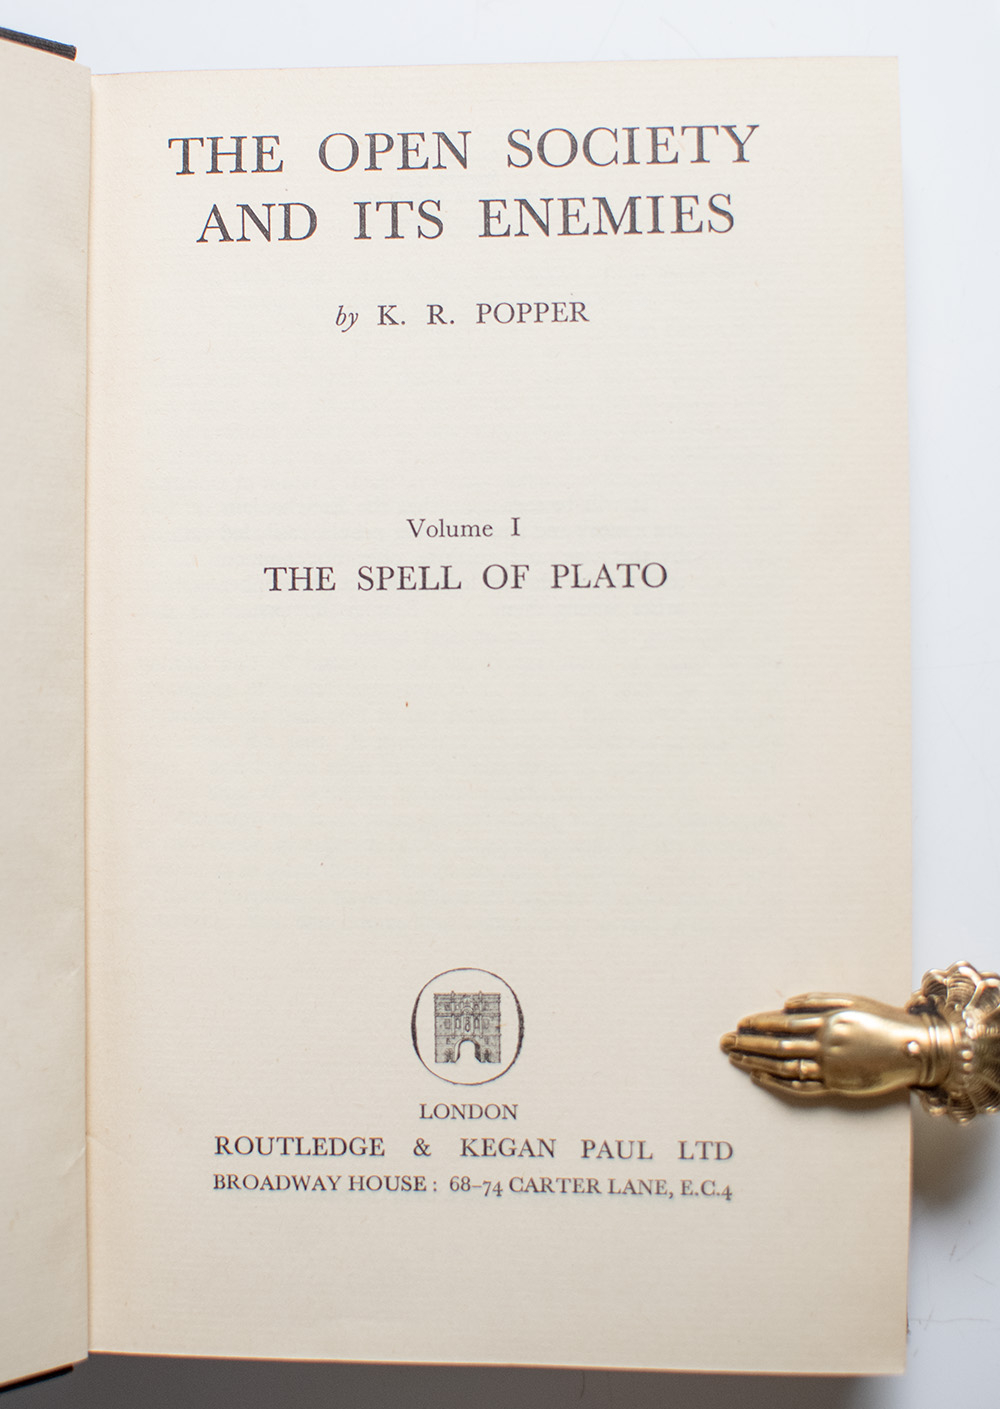 THE OPEN SOCIETY
AND ITS ENEMIES
by K. R. POPPER
Volume I
THE SPELL OF PLATO
LONDON
ROUTLEDGE & KEGAN PAUL LTD
BROADWAY HOUSE: 68–74 CARTER LANE, E.C.4